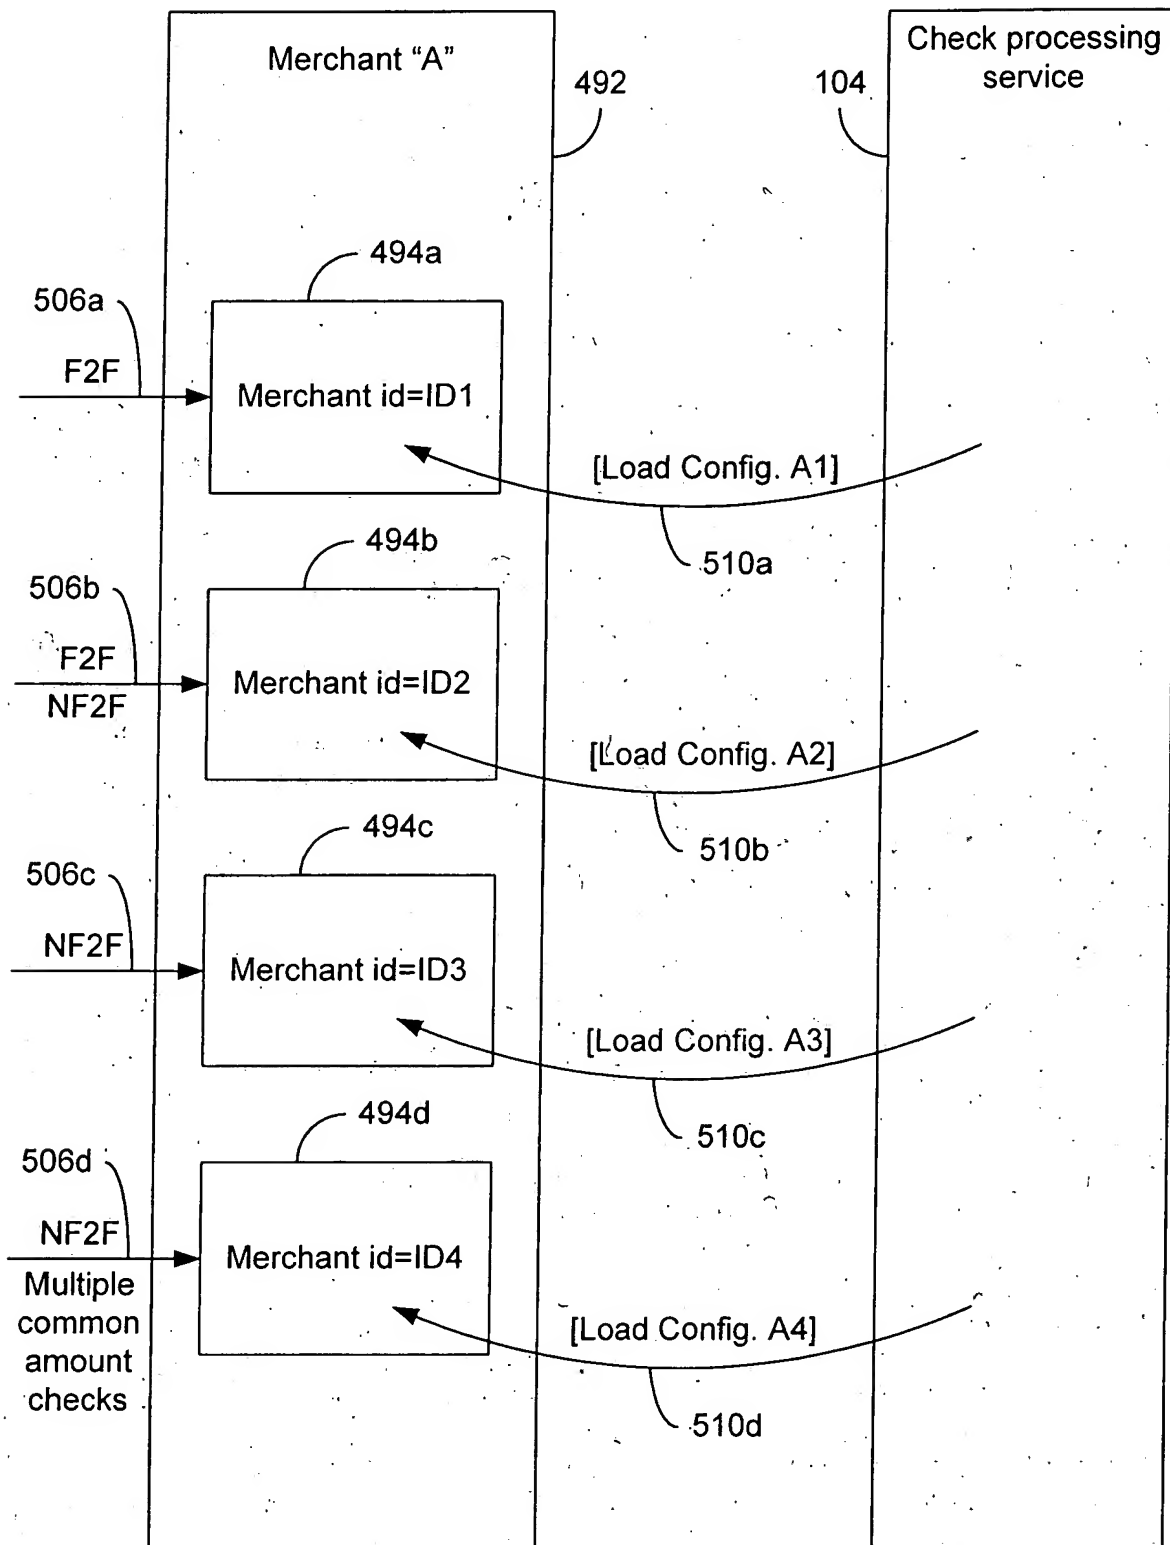 Merchant “A”
Check processing
service
492
104
494a
506a
F2F
Merchant id=ID1
[Load Config. A1]
510a
494b
506b
F2F
NF2F
Merchant id=ID2
[Load Config. A2]
510b
494c
506c
NF2F
Merchant id=ID3
[Load Config. A3]
510c
494d
506d
NF2F
Multiple
common
amount
checks
Merchant id=ID4
[Load Config. A4]
510d